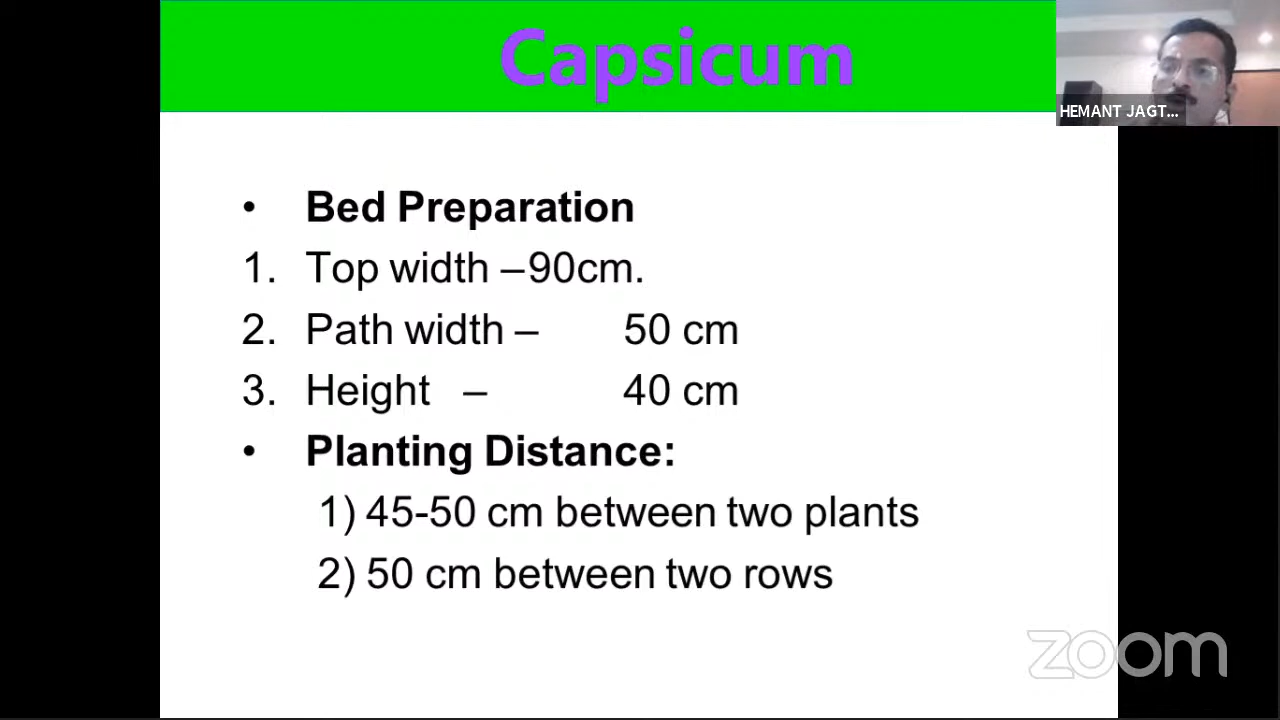 Capsicum
HEMANT JAGT...
• Bed Preparation
1. Top width –90cm.
2. Path width – 50 cm
3. Height – 40 cm
• Planting Distance:
1) 45-50 cm between two plants
2) 50 cm between two rows
zoom